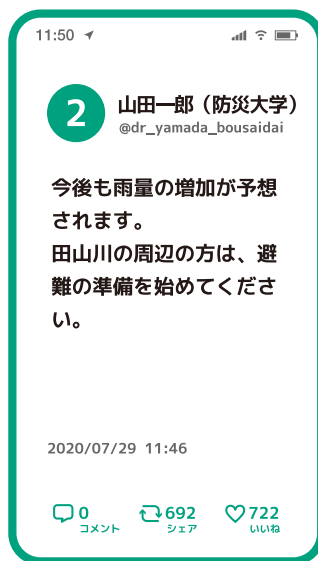 11:50
2
山田一郎（防災大学）
@dr_yamada_bousaidai
今後も雨量の増加が予想
されます。
田山川の周辺の方は、避
難の準備を始めてくださ
い。
2020/07/29 11:46
0 692 722
コメント シェア いいね